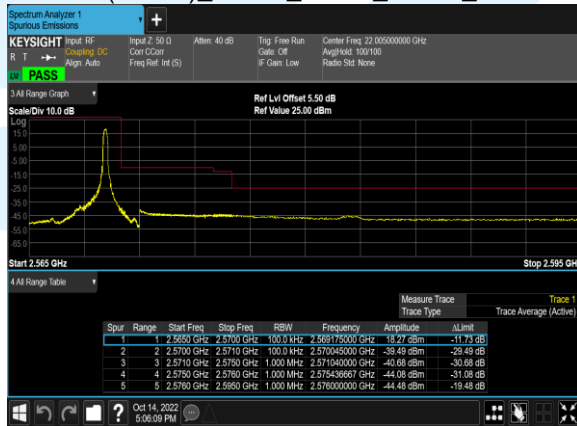 Spectrum Analyzer 1
Spurious Emissions
+
KEYSIGHT Input: RF Input Z: 50 Ω Atten: 40 dB Trig: Free Run Center Freq: 22.005000000 GHz
R T Coupling: DC Corr CCorr Gate: Off Avg|Hold: 100/100
Align: Auto Freq Ref: Int (S) IF Gain: Low Radio Std: None
PASS
3 All Range Graph
Ref Lvl Offset 5.50 dB
Scale/Div 10.0 dB Ref Value 25.00 dBm
Log
15.0
5.00
-5.00
-15.0
-25.0
-35.0
-45.0
-55.0
-65.0
Start 2.565 GHz Stop 2.595 GH
4 All Range Table
Measure Trace Trace 1
Trace Type Trace Average (Active)
Spur Range Start Freq Stop Freq RBW Frequency Amplitude ΔLimit
1 1 2.5650 GHz 2.5700 GHz 100.0 kHz 2.569175000 GHz 18.27 dBm -11.73 dB
2 2 2.5700 GHz 2.5710 GHz 100.0 kHz 2.570045000 GHz -39.49 dBm -29.49 dB
3 3 2.5710 GHz 2.5750 GHz 1.000 MHz 2.571040000 GHz -40.68 dBm -30.68 dB
4 4 2.5750 GHz 2.5760 GHz 1.000 MHz 2.575436667 GHz -44.08 dBm -31.08 dB
5 5 2.5760 GHz 2.5950 GHz 1.000 MHz 2.576000000 GHz -44.48 dBm -19.48 dB
? Oct 14, 2022
5:06:09 PM